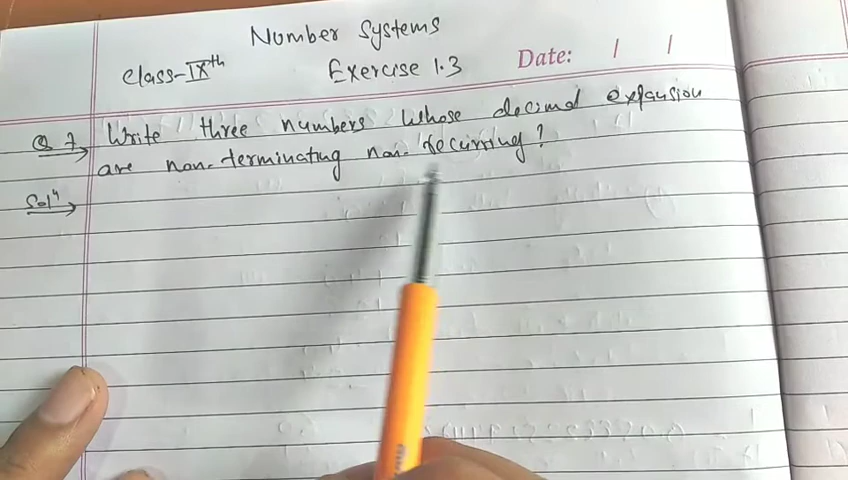 Number Systems
Class-IXth
Exercise 1.3
Date: / /
Q 7 Write three numbers whose decimal expansion
are non-terminating non-recurring?
Soln